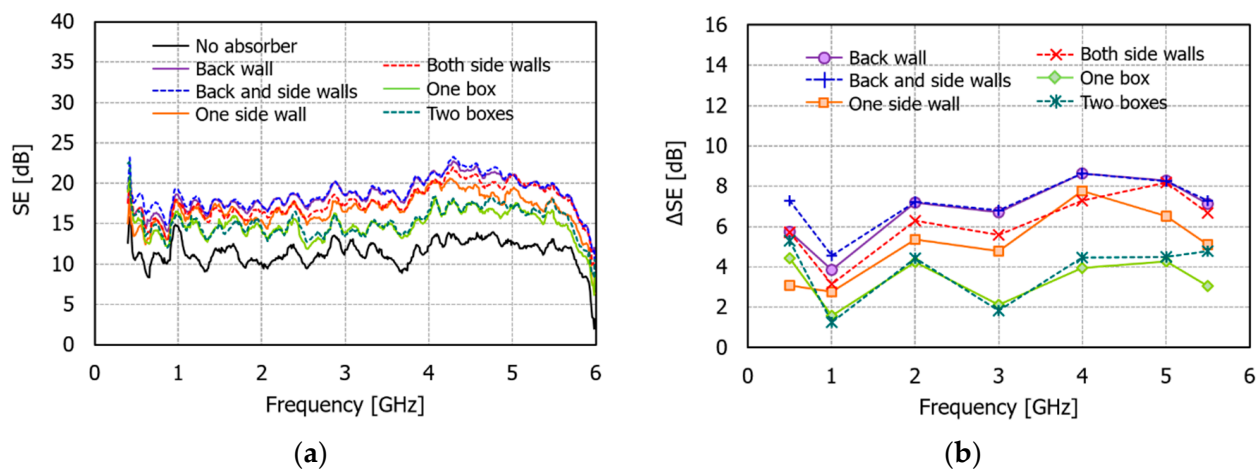 40
35
30
25
20
15
10
5
0
SE [dB]
No absorber
Back wall
Back and side walls
One side wall
Both side walls
One box
Two boxes
0 1 2 3 4 5 6
Frequency [GHz]
(a)
16
14
12
10
8
6
4
2
0
ΔSE [dB]
Back wall
Back and side walls
One side wall
Both side walls
One box
Two boxes
0 1 2 3 4 5 6
Frequency [GHz]
(b)